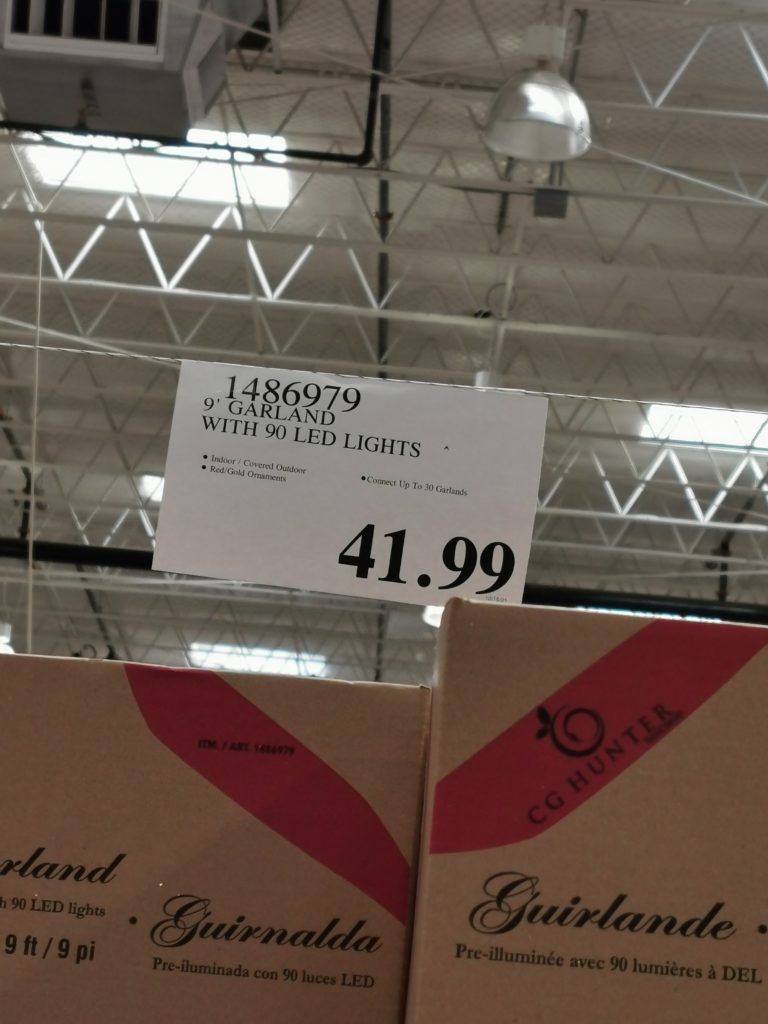 1486979
9' GARLAND
WITH 90 LED LIGHTS
• Indoor / Covered Outdoor
• Red/Gold Ornaments
• Connect Up To 30 Garlands
41.99
ITM. / ART. 1486979
rland
h 90 LED lights
9 ft / 9 pi
• Guirnalda
Pre-iluminada con 90 luces LED
CG HUNTER
Guirlande •
Pre-illuminée avec 90 lumières à DEL